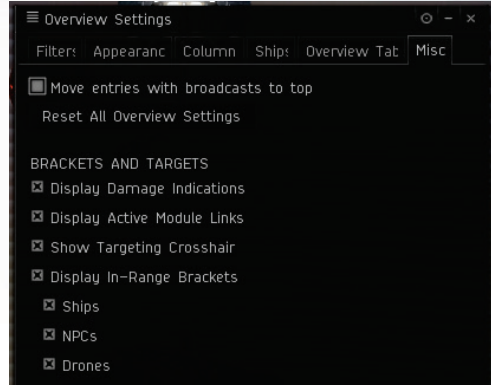 Overview Settings
Filters Appearanc Column Ships Overview Tab Misc
Move entries with broadcasts to top
Reset All Overview Settings
BRACKETS AND TARGETS
Display Damage Indications
Display Active Module Links
Show Targeting Crosshair
Display In-Range Brackets
Ships
NPCs
Drones